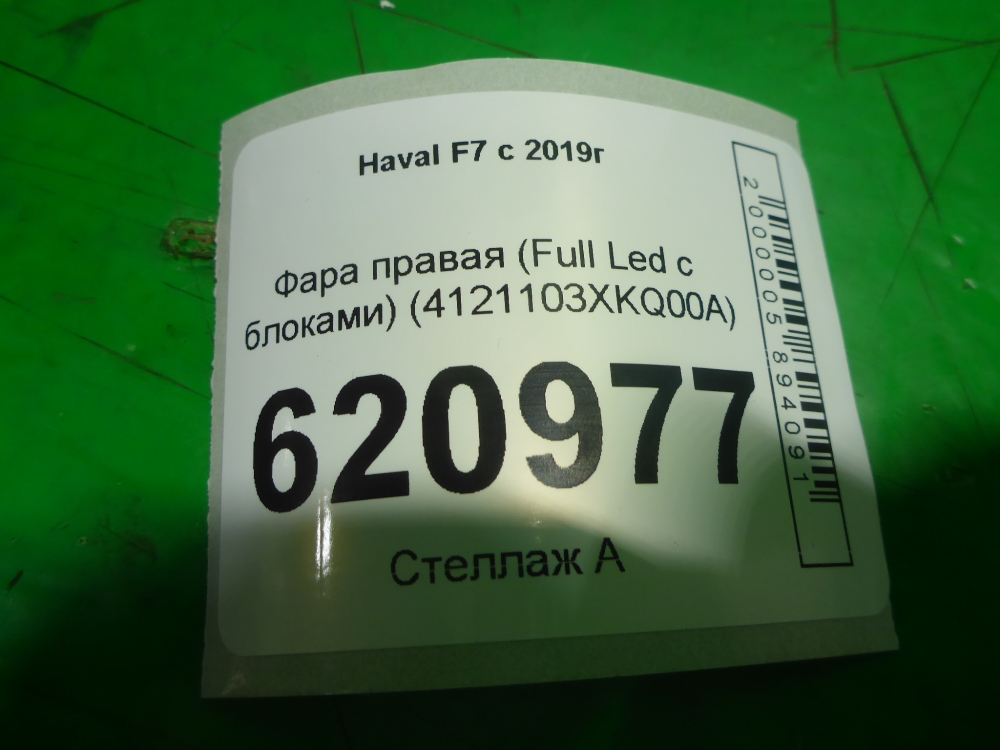 Haval F7 с 2019г
Фара правая (Full Led с
блоками) (4121103XKQ00A)
620977
Стеллаж А
2000005894091